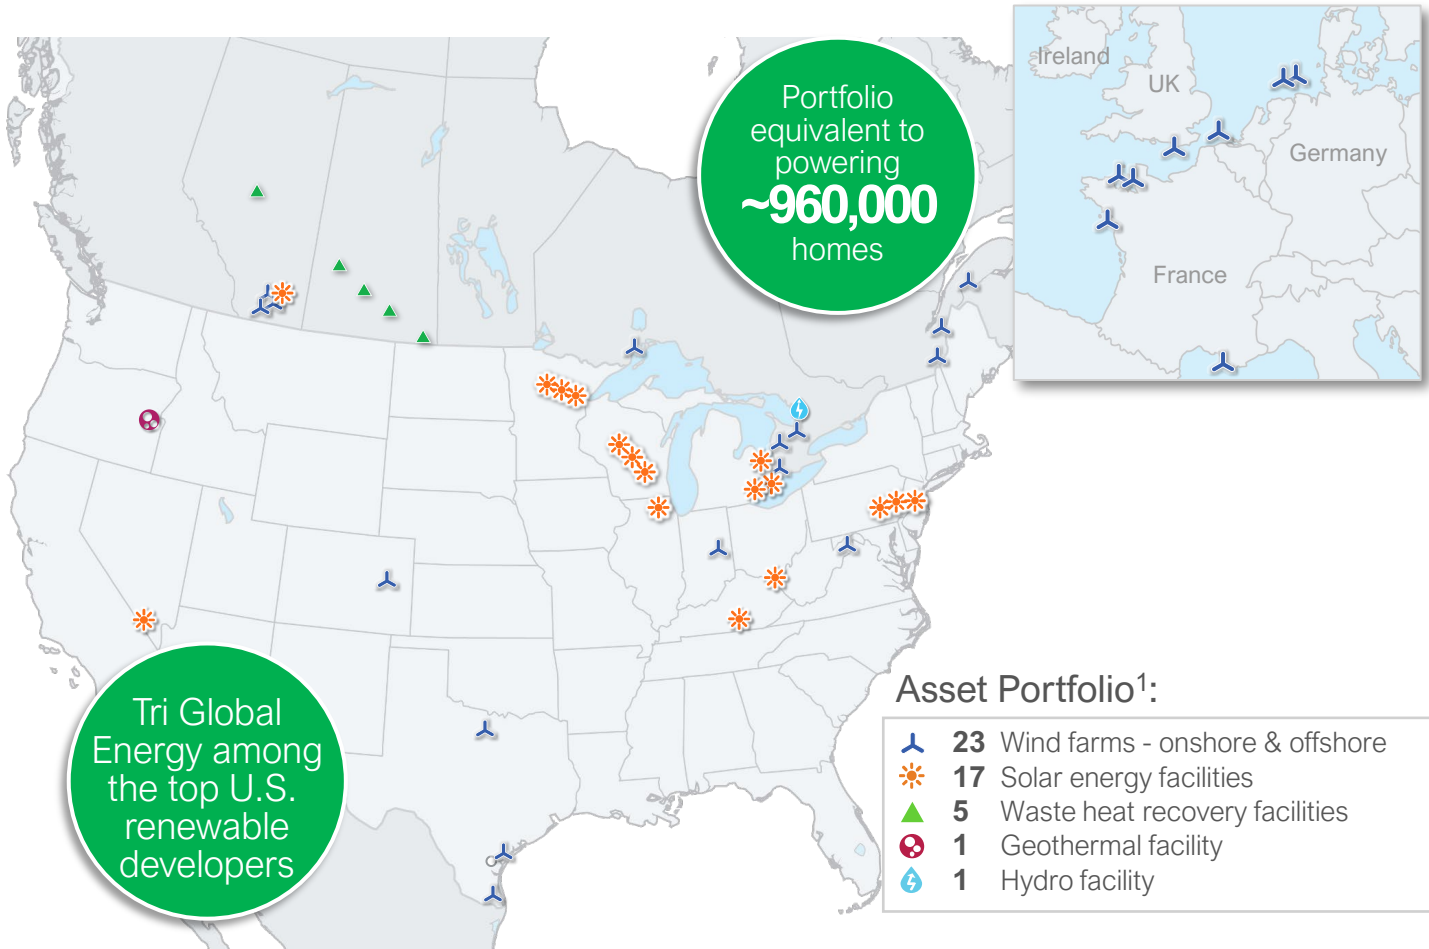 Portfolio
equivalent to
powering
~960,000
homes
Ireland
UK
Germany
France
Tri Global
Energy among
the top U.S.
renewable
developers
Asset Portfolio¹:
23 Wind farms - onshore & offshore
17 Solar energy facilities
5 Waste heat recovery facilities
1 Geothermal facility
1 Hydro facility